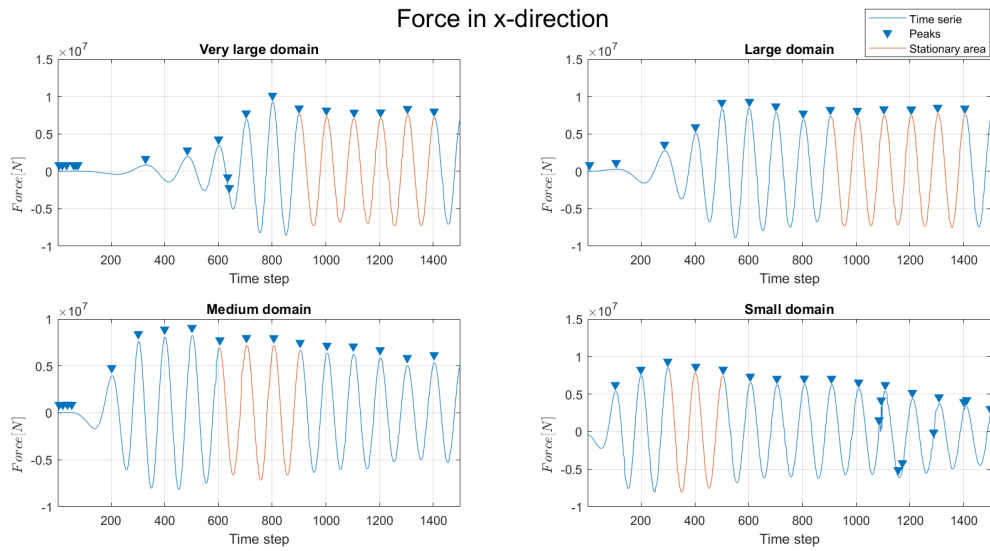 Force in x-direction
Time serie
Peaks
Stationary area
Very large domain
×10^7
1.5
1
0.5
0
-0.5
-1
Force[N]
200 400 600 800 1000 1200 1400
Time step
Large domain
×10^7
1.5
1
0.5
0
-0.5
-1
Force[N]
200 400 600 800 1000 1200 1400
Time step
Medium domain
×10^7
1
0.5
0
-0.5
-1
Force[N]
200 400 600 800 1000 1200 1400
Time step
Small domain
×10^7
1.5
1
0.5
0
-0.5
-1
Force[N]
200 400 600 800 1000 1200 1400
Time step